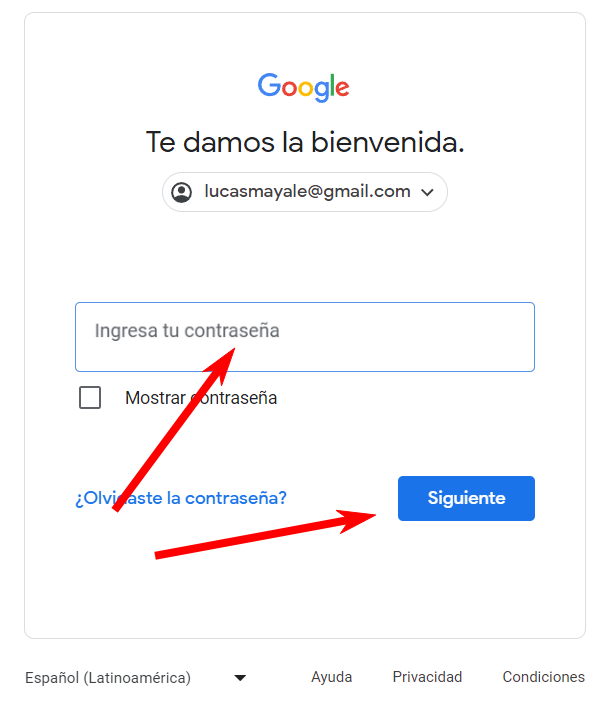 Google
Te damos la bienvenida.
lucasmayale@gmail.com
Ingresa tu contraseña
Mostrar contraseña
¿Olvidaste la contraseña?
Siguiente
Español (Latinoamérica)
Ayuda
Privacidad
Condiciones